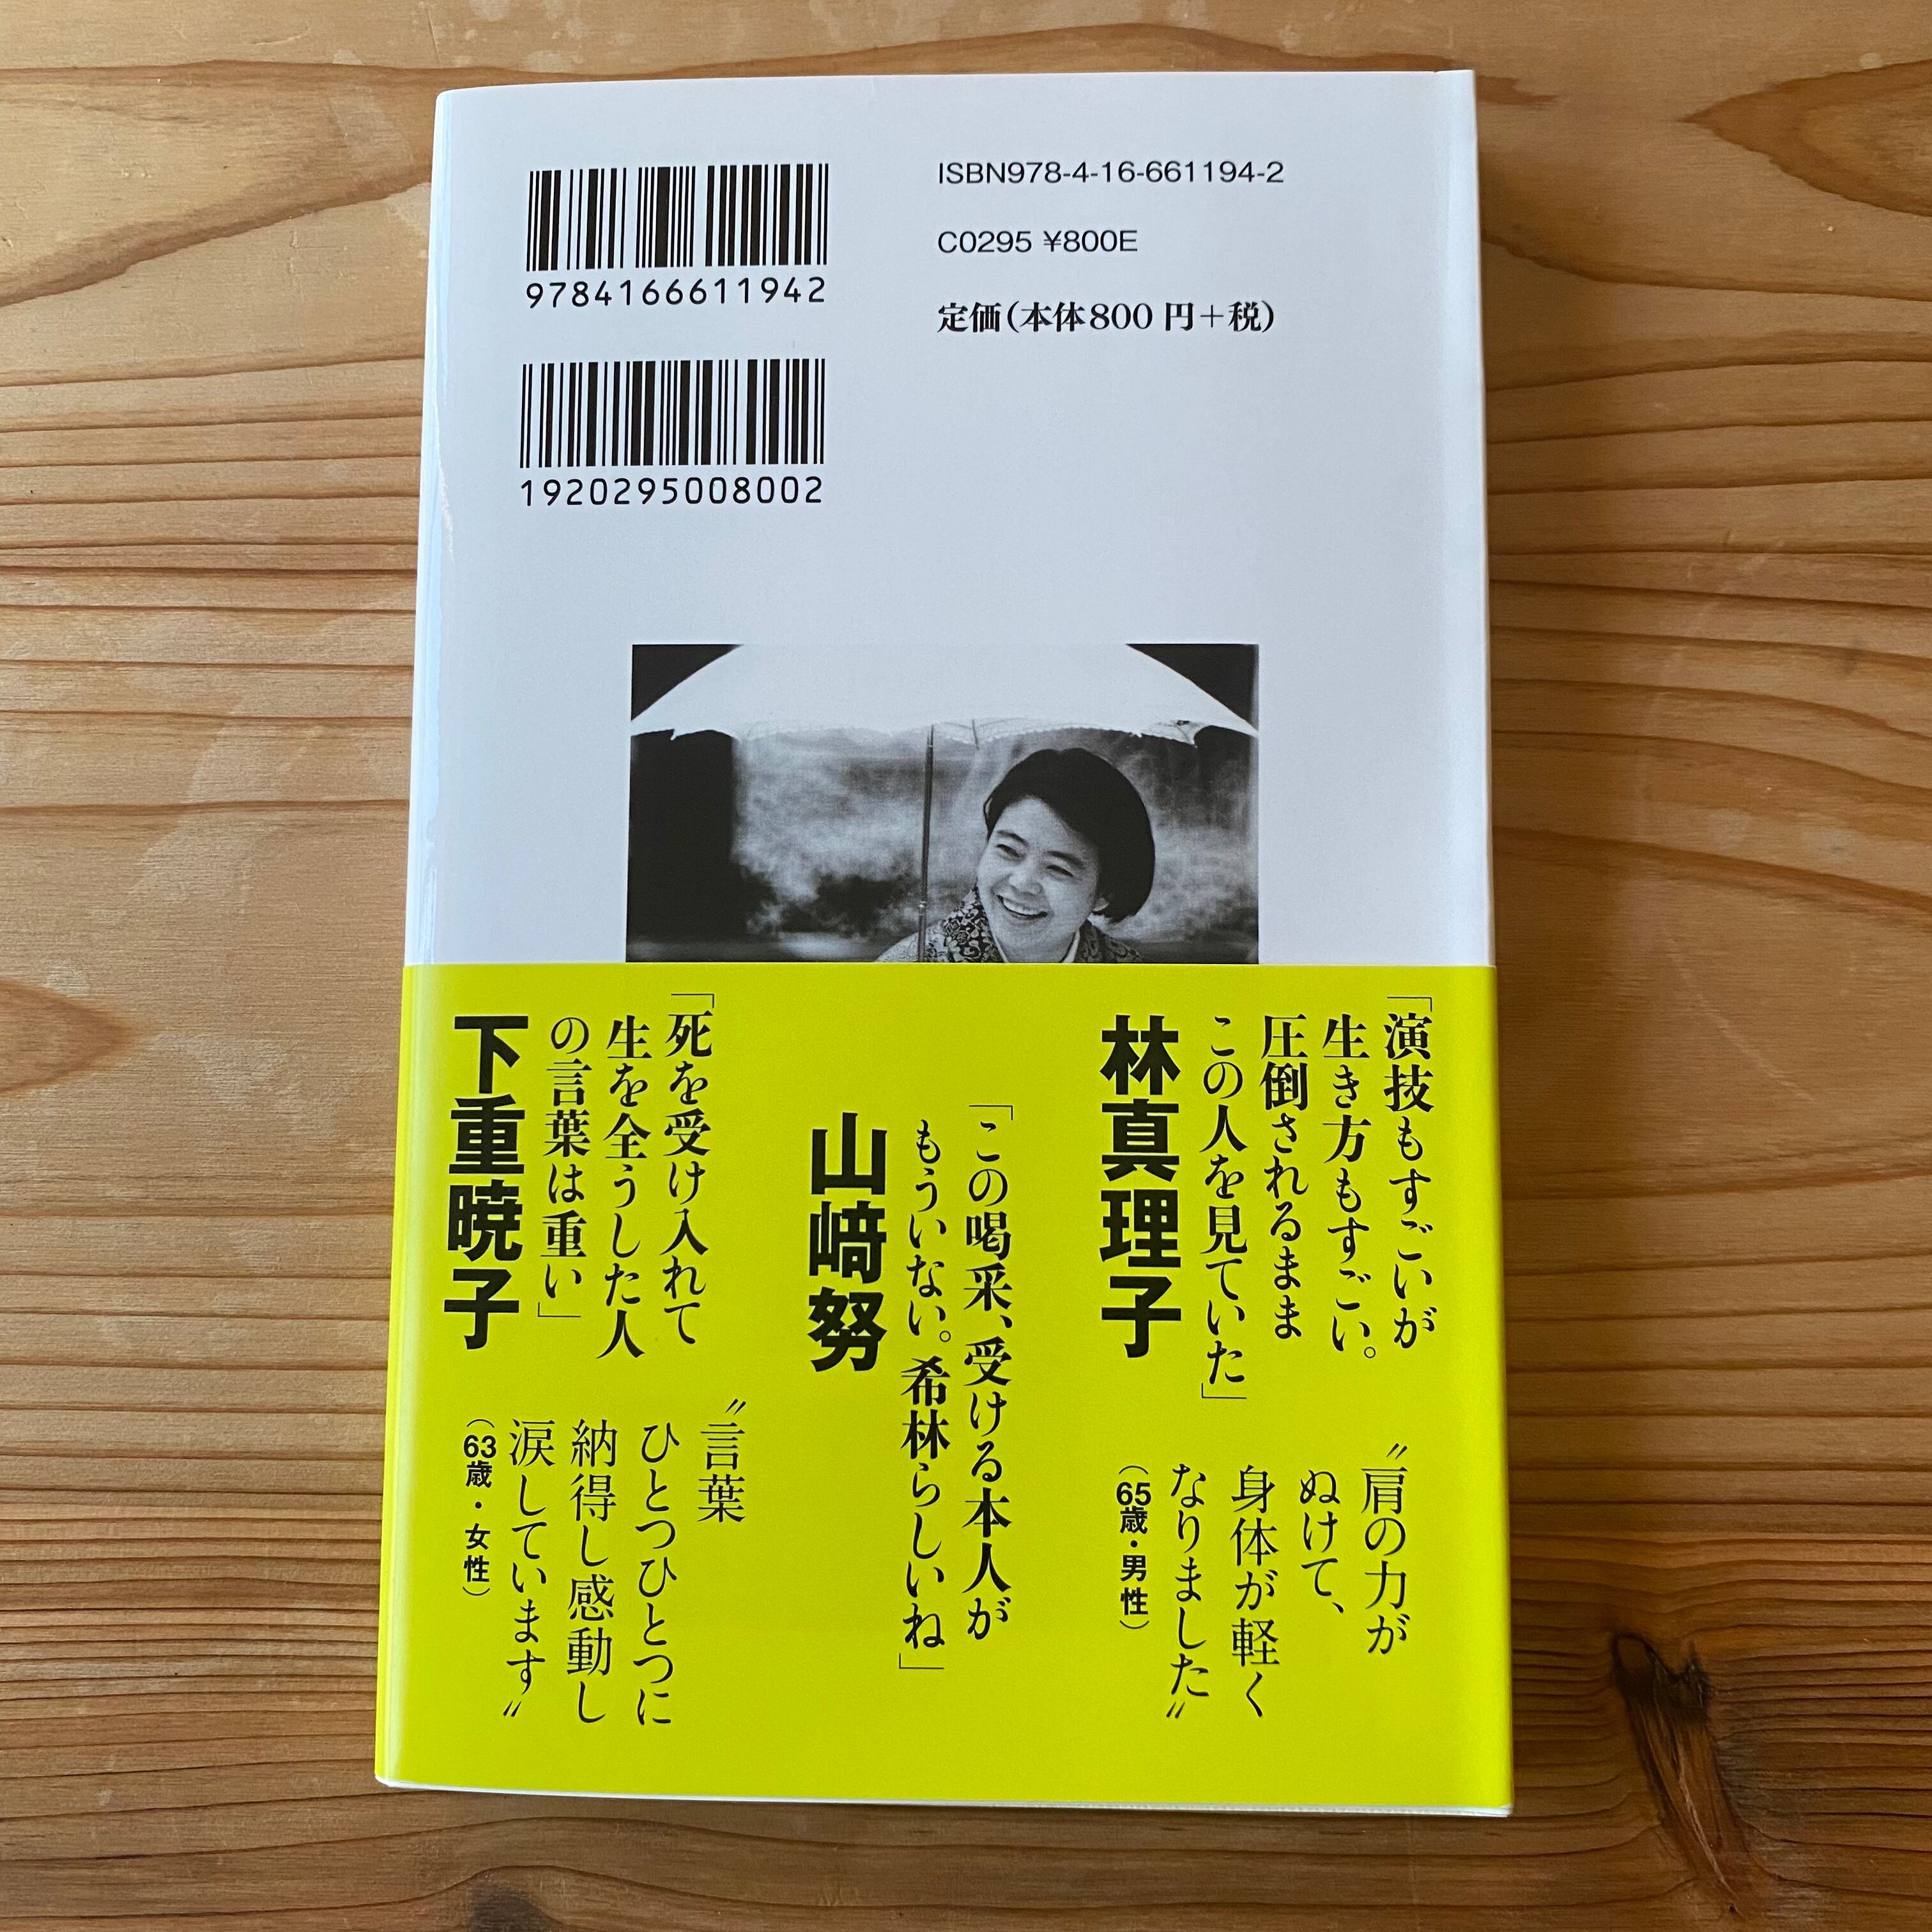 ISBN978-4-16-661194-2
C0295 ¥800E
定価(本体800円+税)
9784166611942
1920295008002
「演技もすごいが
生き方もすごい。
圧倒されるまま
この人を見ていた」
林真理子
〝肩の力が
ぬけて、
身体が軽く
なりました〟
(65歳・男性)
「この喝采、受ける本人が
もういない。希林らしいね」
山﨑努
「死を受け入れて
生を全うした人
の言葉は重い」
下重暁子
〝言葉
ひとつひとつに
納得し感動し
涙しています〟
(63歳・女性)